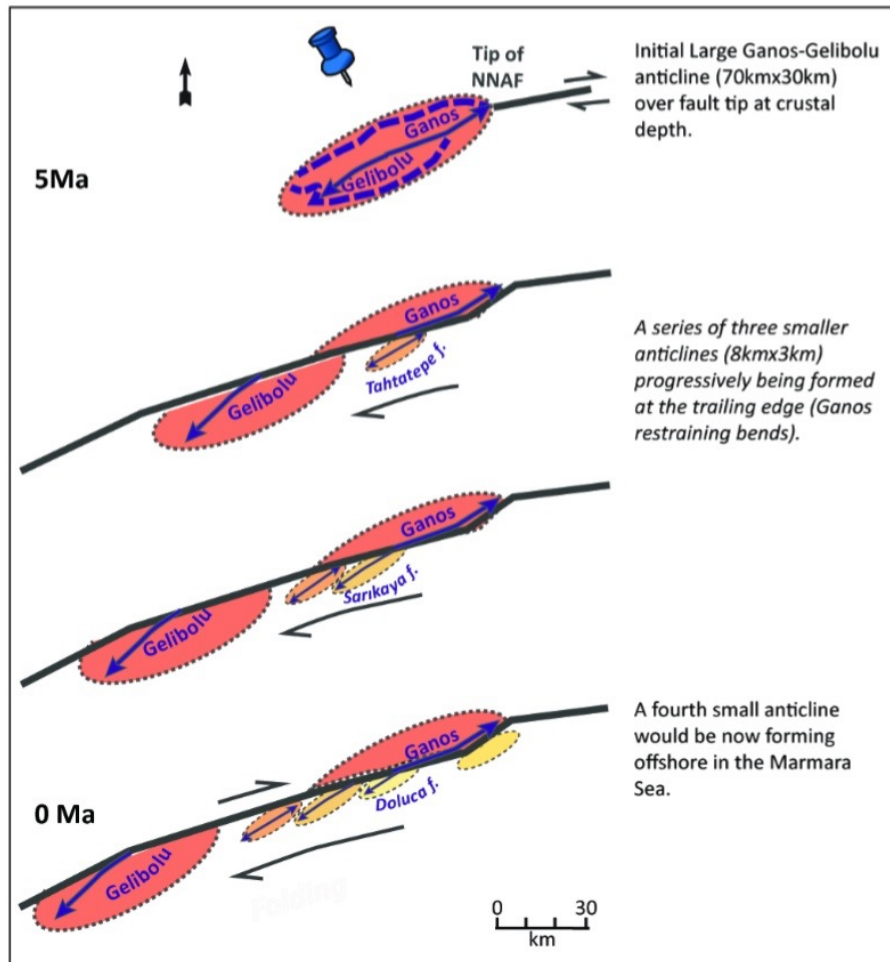 Tip of
NNAF
Initial Large Ganos-Gelibolu
anticline (70kmx30km)
over fault tip at crustal
depth.
Ganos
Gelibolu
5Ma
Ganos
Gelibolu
Tahtatepe f.
A series of three smaller
anticlines (8kmx3km)
progressively being formed
at the trailing edge (Ganos
restraining bends).
Ganos
Gelibolu
Sarıkaya f.
A fourth small anticline
would be now forming
offshore in the Marmara
Sea.
Ganos
Doluca f.
0 Ma
Gelibolu
Folding
0 30
km